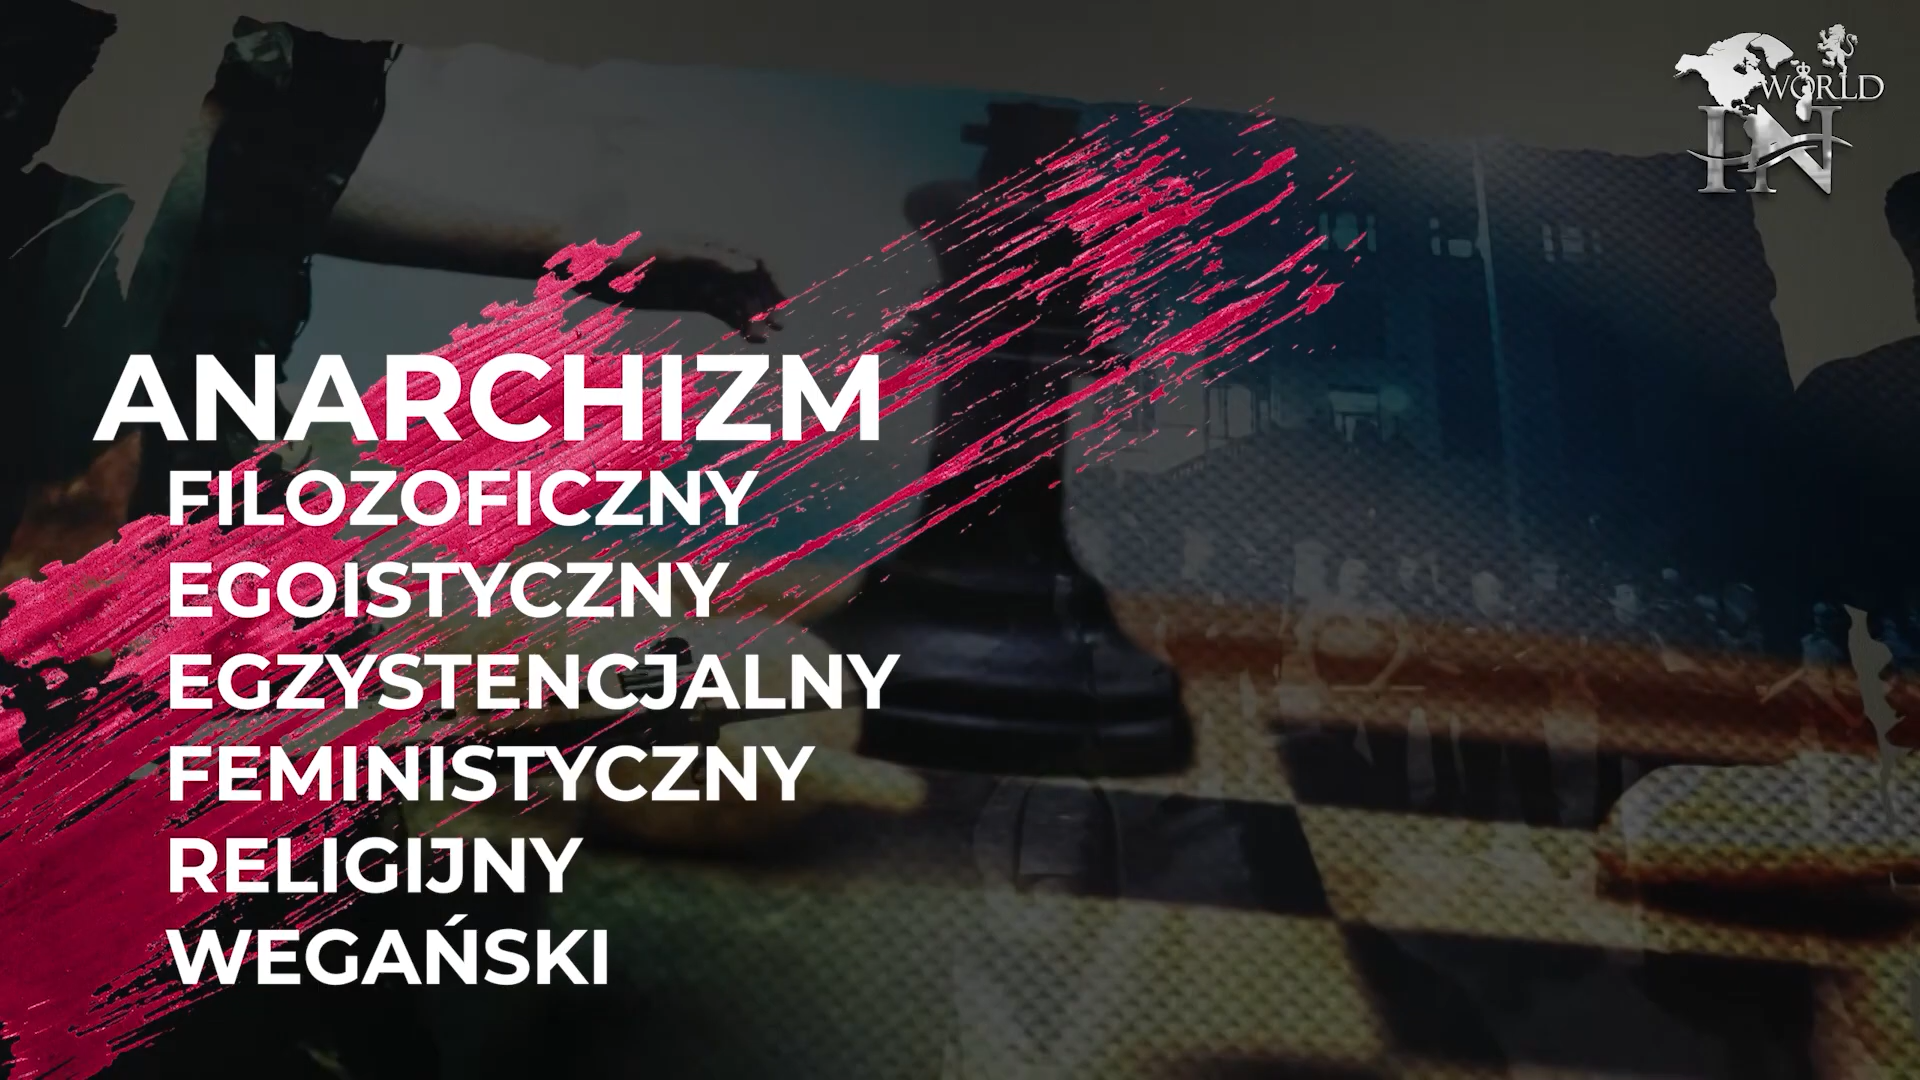 WORLD
IN
ANARCHIZM
FILOZOFICZNY
EGOISTYCZNY
EGZYSTENCJALNY
FEMINISTYCZNY
RELIGIJNY
WEGAŃSKI